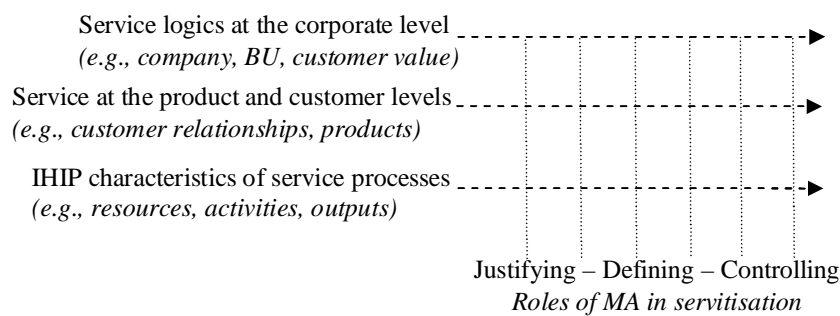 Service logics at the corporate level
(e.g., company, BU, customer value)
Service at the product and customer levels
(e.g., customer relationships, products)
IHIP characteristics of service processes
(e.g., resources, activities, outputs)
Justifying – Defining – Controlling
Roles of MA in servitisation